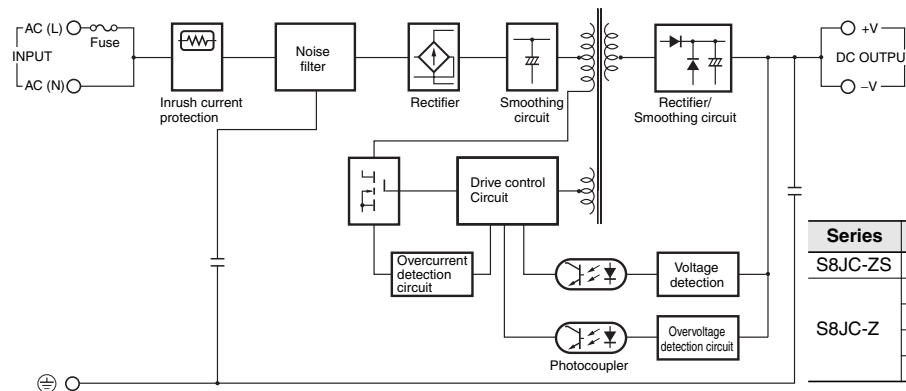 AC (L)
Fuse
INPUT
AC (N)
Inrush current
protection
Noise
filter
Rectifier
Smoothing
circuit
Rectifier/
Smoothing circuit
+V
DC OUTPUT
–V
Drive control
Circuit
Overcurrent
detection
circuit
Voltage
detection
Overvoltage
detection circuit
Photocoupler
Series
S8JC-ZS
S8JC-Z